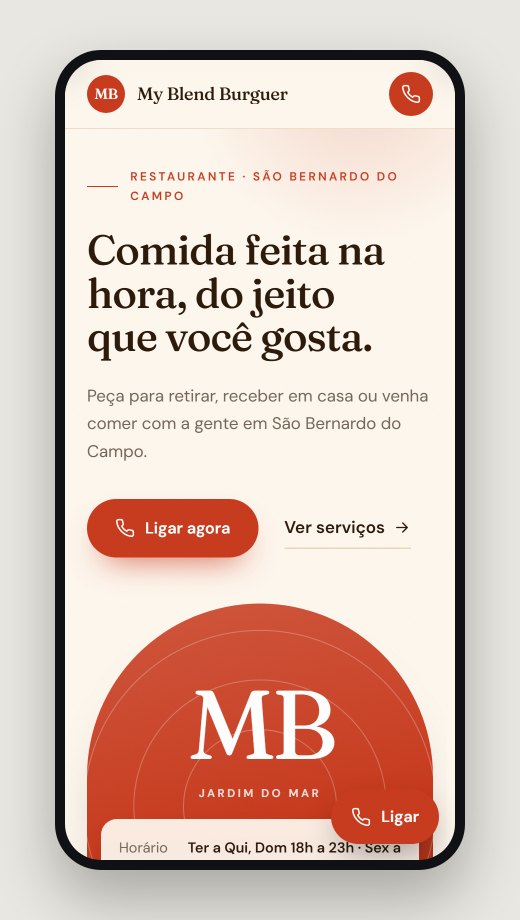 MB My Blend Burguer
RESTAURANTE · SÃO BERNARDO DO
CAMPO
Comida feita na
hora, do jeito
que você gosta.
Peça para retirar, receber em casa ou venha
comer com a gente em São Bernardo do
Campo.
Ligar agora Ver serviços →
MB
JARDIM DO MAR
Ligar
Horário Ter a Qui, Dom 18h a 23h · Sex a